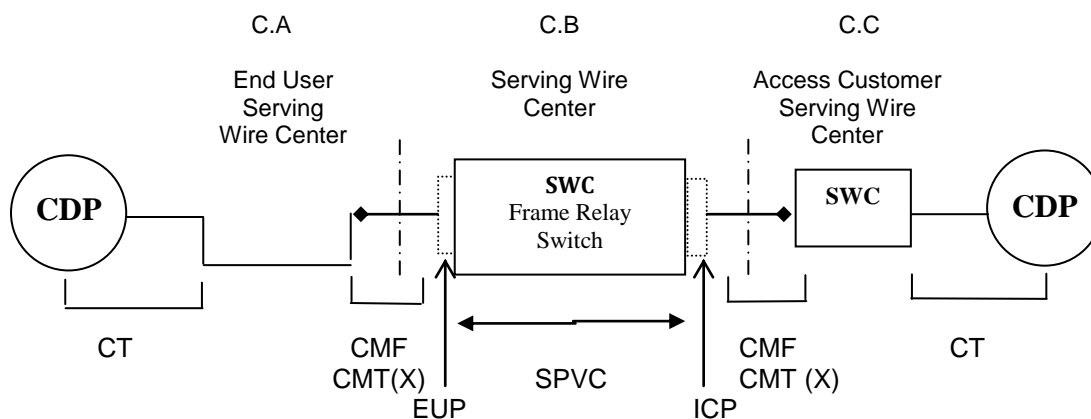 C.A
C.B
C.C
End User
Serving
Wire Center
Serving Wire
Center
Access Customer
Serving Wire
Center
CDP
SWC
Frame Relay
Switch
SWC
CDP
CT
CMF
CMT(X)
EUP
SPVC
ICP
CMF
CMT (X)
CT